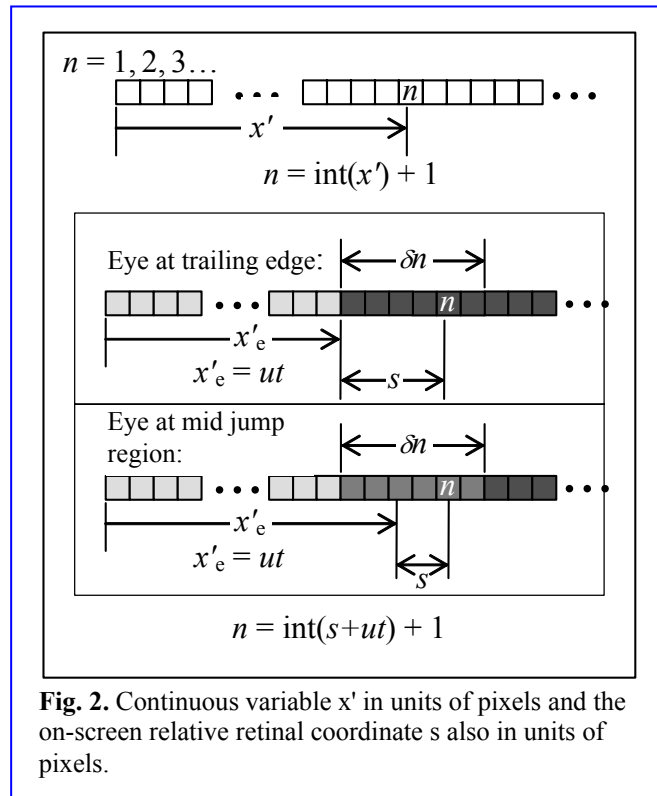 n = 1, 2, 3…
n
x'
n = int(x') + 1
Eye at trailing edge:
δn
n
x'e
x'e = ut
s
Eye at mid jump
region:
δn
n
x'e
x'e = ut
s
n = int(s+ut) + 1
Fig. 2. Continuous variable x' in units of pixels and the
on-screen relative retinal coordinate s also in units of
pixels.